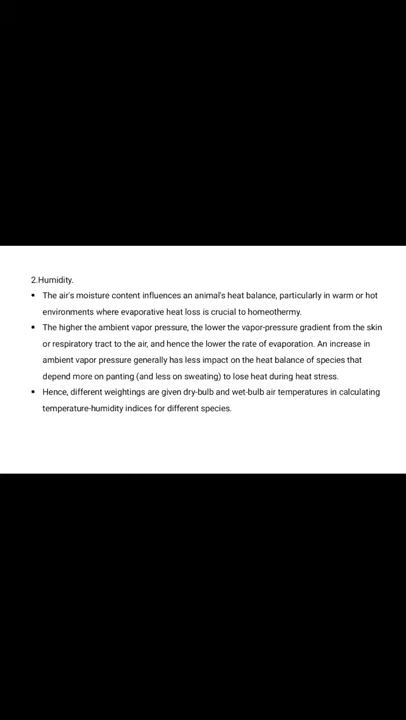 2.Humidity.
▪ The air's moisture content influences an animal's heat balance, particularly in warm or hot
environments where evaporative heat loss is crucial to homeothermy.
▪ The higher the ambient vapor pressure, the lower the vapor-pressure gradient from the skin
or respiratory tract to the air, and hence the lower the rate of evaporation. An increase in
ambient vapor pressure generally has less impact on the heat balance of species that
depend more on panting (and less on sweating) to lose heat during heat stress.
▪ Hence, different weightings are given dry-bulb and wet-bulb air temperatures in calculating
temperature-humidity indices for different species.